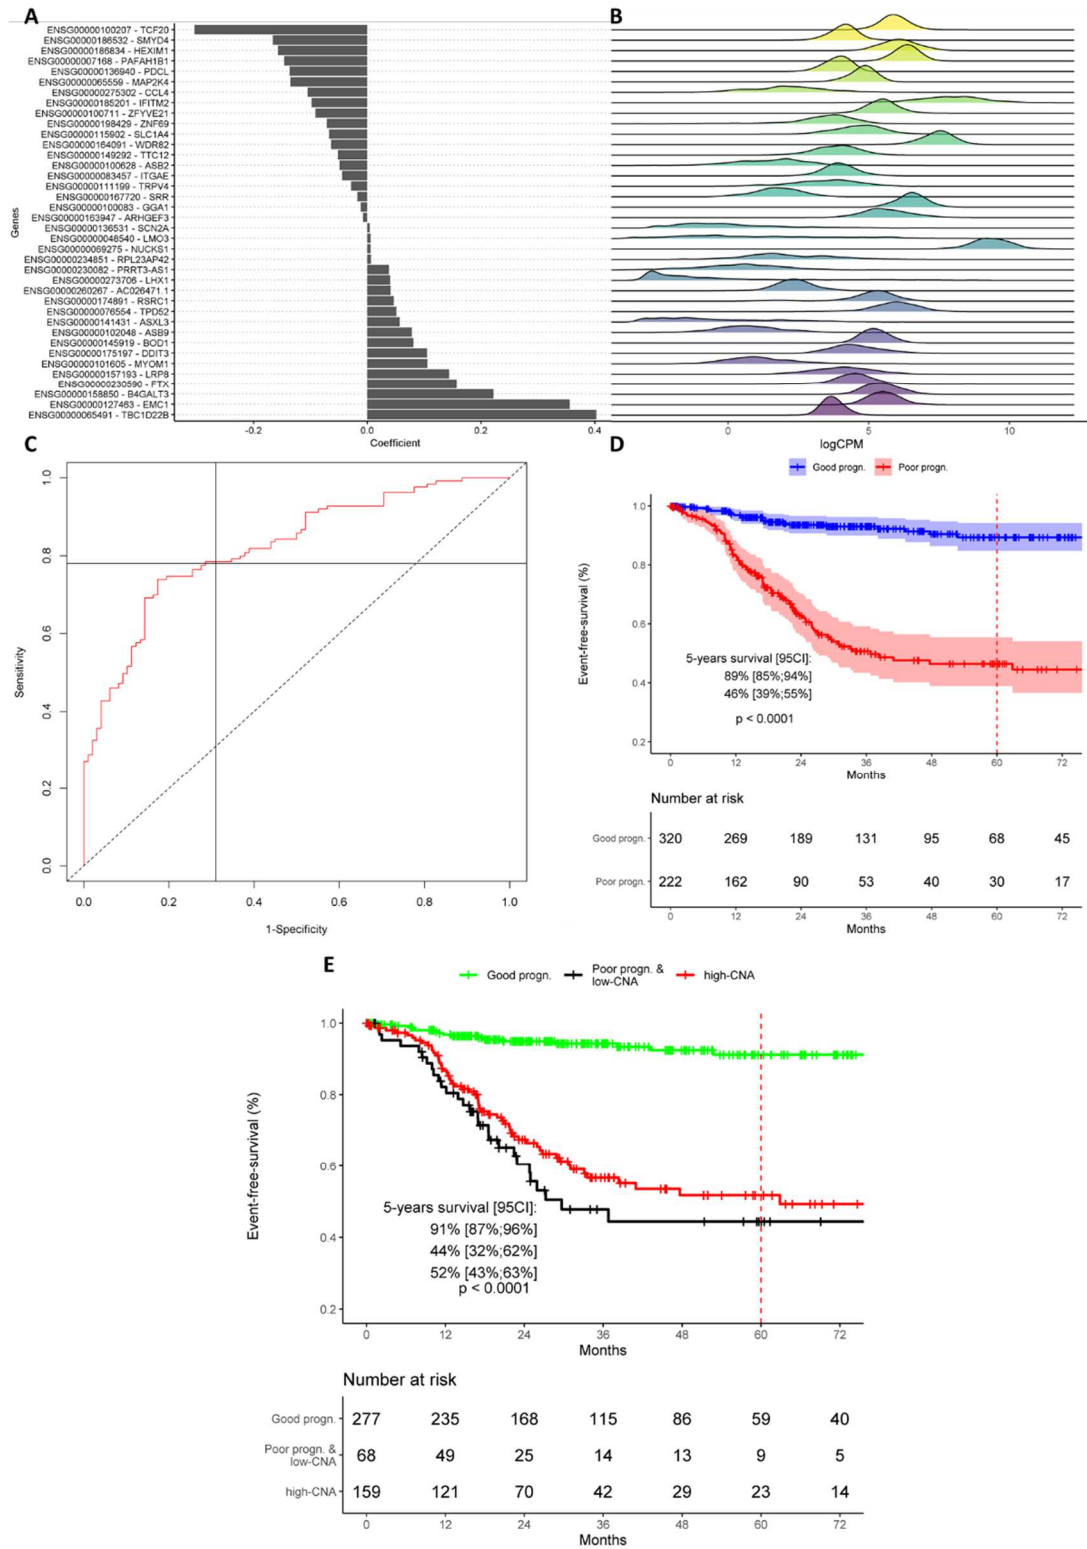 A
B
Genes
ENSG00000100207 - TCF20
ENSG00000186532 - SMYD4
ENSG00000186834 - HEXIM1
ENSG00000007168 - PAFAH1B1
ENSG00000136940 - PDCL
ENSG00000065559 - MAP2K4
ENSG00000275302 - CCL4
ENSG00000185201 - IFITM2
ENSG00000100711 - ZFYVE21
ENSG00000198429 - ZNF69
ENSG00000115902 - SLC1A4
ENSG00000164091 - WDR82
ENSG00000149292 - TTC12
ENSG00000100628 - ASB2
ENSG00000083457 - ITGAE
ENSG00000111199 - TRPV4
ENSG00000167720 - SRR
ENSG00000100083 - GGA1
ENSG00000163947 - ARHGEF3
ENSG00000136531 - SCN2A
ENSG00000048540 - LMO3
ENSG00000069275 - NUCKS1
ENSG00000234851 - RPL23AP42
ENSG00000230082 - PRRT3-AS1
ENSG00000273706 - LHX1
ENSG00000260267 - AC026471.1
ENSG00000174891 - RSRC1
ENSG00000076554 - TPD52
ENSG00000141431 - ASXL3
ENSG00000102048 - ASB9
ENSG00000145919 - BOD1
ENSG00000175197 - DDIT3
ENSG00000101605 - MYOM1
ENSG00000157193 - LRP8
ENSG00000230590 - FTX
ENSG00000158850 - B4GALT3
ENSG00000127463 - EMC1
ENSG00000065491 - TBC1D22B
-0.2 0.0 0.2 0.4
Coefficient
0 5 10
logCPM
C
Sensitivity
1.0
0.8
0.6
0.4
0.2
0.0
0.0 0.2 0.4 0.6 0.8 1.0
1-Specificity
D
Good progn. Poor progn.
Event-free-survival (%)
1.0
0.8
0.6
0.4
0.2
5-years survival [95CI]:
89% [85%;94%]
46% [39%;55%]
p < 0.0001
0 12 24 36 48 60 72
Months
Number at risk
Good progn. 320 269 189 131 95 68 45
Poor progn. 222 162 90 53 40 30 17
0 12 24 36 48 60 72
Months
E
Good progn. Poor progn. & low-CNA high-CNA
Event-free-survival (%)
1.0
0.8
0.6
0.4
0.2
5-years survival [95CI]:
91% [87%;96%]
44% [32%;62%]
52% [43%;63%]
p < 0.0001
0 12 24 36 48 60 72
Months
Number at risk
Good progn. 277 235 168 115 86 59 40
Poor progn. & low-CNA 68 49 25 14 13 9 5
high-CNA 159 121 70 42 29 23 14
0 12 24 36 48 60 72
Months